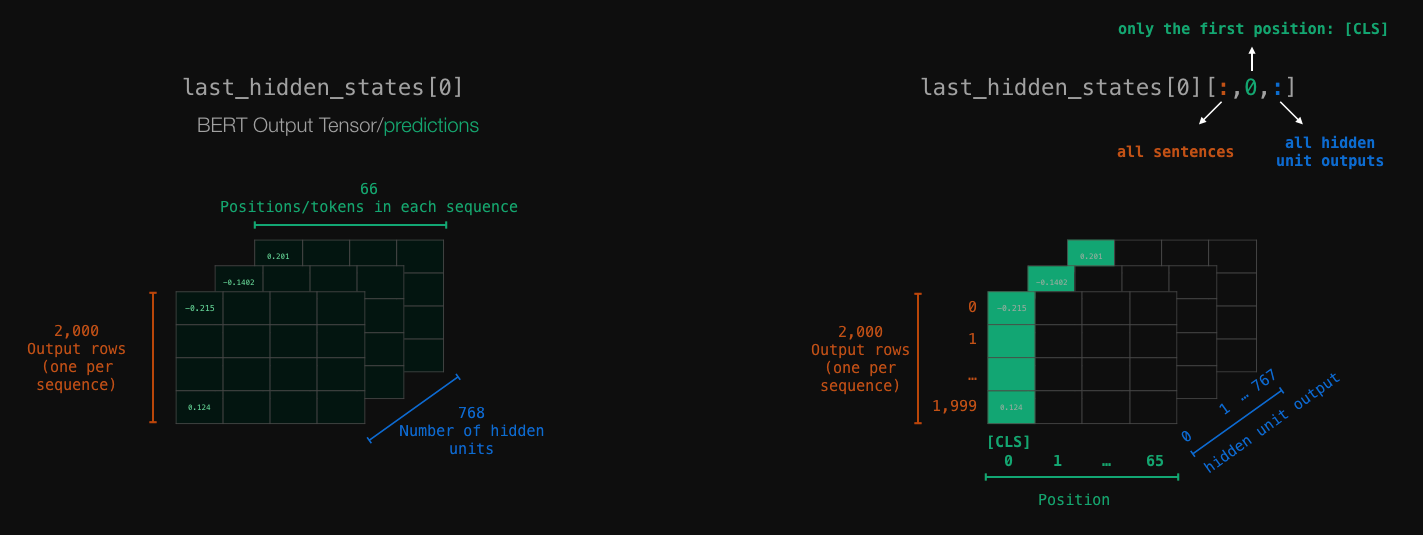 last_hidden_states[0]
BERT Output Tensor/predictions
66
Positions/tokens in each sequence
0.201
-0.1402
-0.215
0.124
2,000
Output rows
(one per
sequence)
768
Number of hidden
units
only the first position: [CLS]
last_hidden_states[0][:,0,:]
all sentences
all hidden
unit outputs
0.201
-0.1402
-0.215
0.124
2,000
Output rows
(one per
sequence)
0
1
…
1,999
[CLS]
0 1 … 65
Position
0 1 … 767
hidden unit output